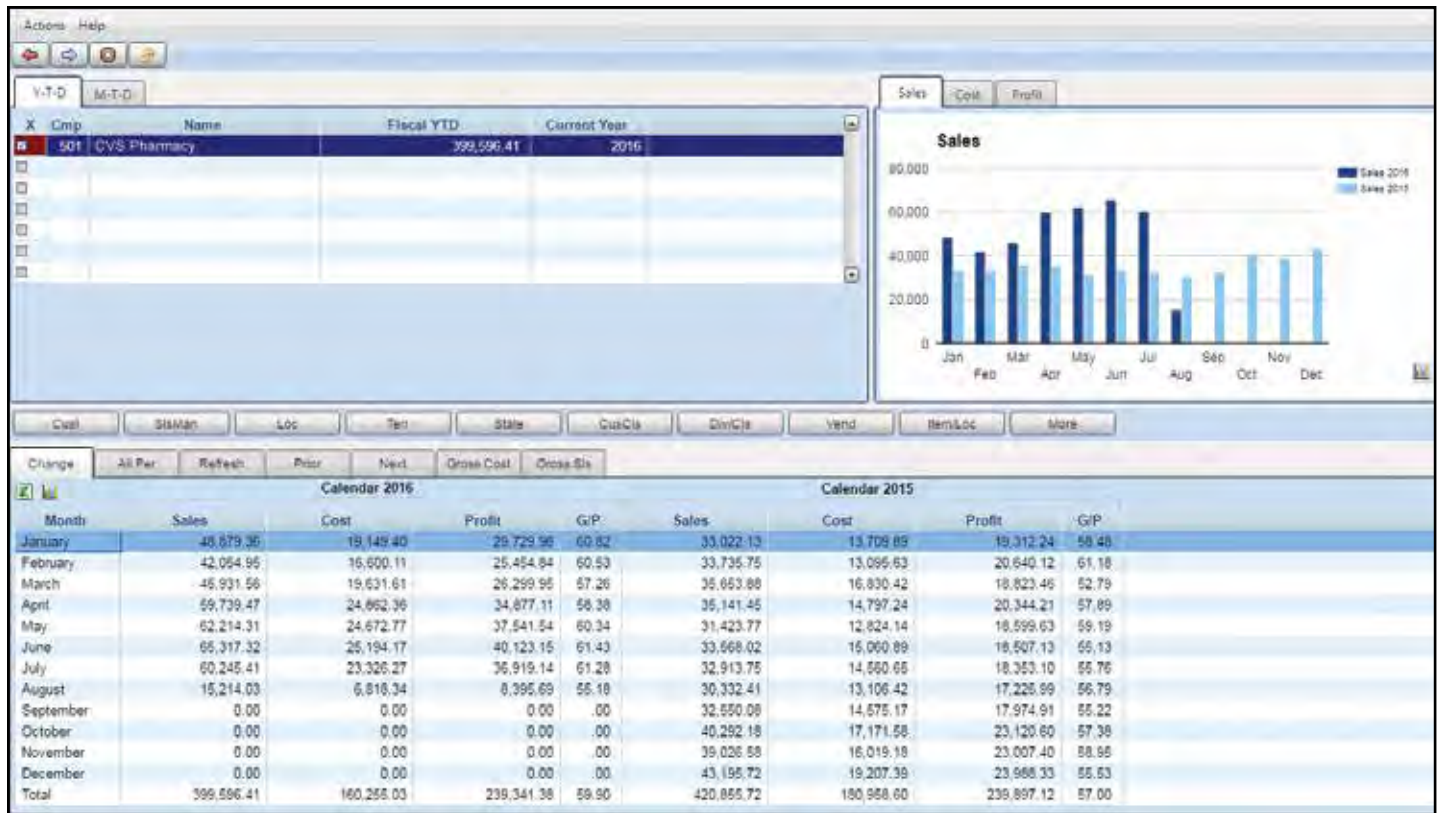 Actions Help
Y-T-D M-T-D
X Cmp Name Fiscal YTD Current Year
501 CVS Pharmacy 399,596.41 2016
Sales Cost Profit
Sales
80,000
60,000
40,000
20,000
0
Jan Feb Mar Apr May Jun Jul Aug Sep Oct Nov Dec
Sales 2016
Sales 2015
Cust SlsMan Loc Terr State CusCls Div/Cls Vend Item/Loc More
Change All Per Refresh Prior Next Gross Cost Gross Sls
Calendar 2016 Calendar 2015
Month Sales Cost Profit G/P Sales Cost Profit G/P
January 48,879.36 19,149.40 29,729.96 60.82 33,022.13 13,709.89 19,312.24 58.48
February 42,054.95 16,600.11 25,454.84 60.53 33,735.75 13,095.63 20,640.12 61.18
March 45,931.56 19,631.61 26,299.95 57.26 35,653.88 16,830.42 18,823.46 52.79
April 59,739.47 24,862.36 34,877.11 58.38 35,141.45 14,797.24 20,344.21 57.89
May 62,214.31 24,672.77 37,541.54 60.34 31,423.77 12,824.14 18,599.63 59.19
June 65,317.32 25,194.17 40,123.15 61.43 33,568.02 15,060.89 18,507.13 55.13
July 60,245.41 23,326.27 36,919.14 61.28 32,913.75 14,560.65 18,353.10 55.76
August 15,214.03 6,818.34 8,395.69 55.18 30,332.41 13,106.42 17,225.99 56.79
September 0.00 0.00 0.00 .00 32,550.08 14,575.17 17,974.91 55.22
October 0.00 0.00 0.00 .00 40,292.18 17,171.58 23,120.60 57.38
November 0.00 0.00 0.00 .00 39,026.58 16,019.18 23,007.40 58.95
December 0.00 0.00 0.00 .00 43,195.72 19,207.39 23,988.33 55.53
Total 399,596.41 160,255.03 239,341.38 59.90 420,855.72 180,958.60 239,897.12 57.00